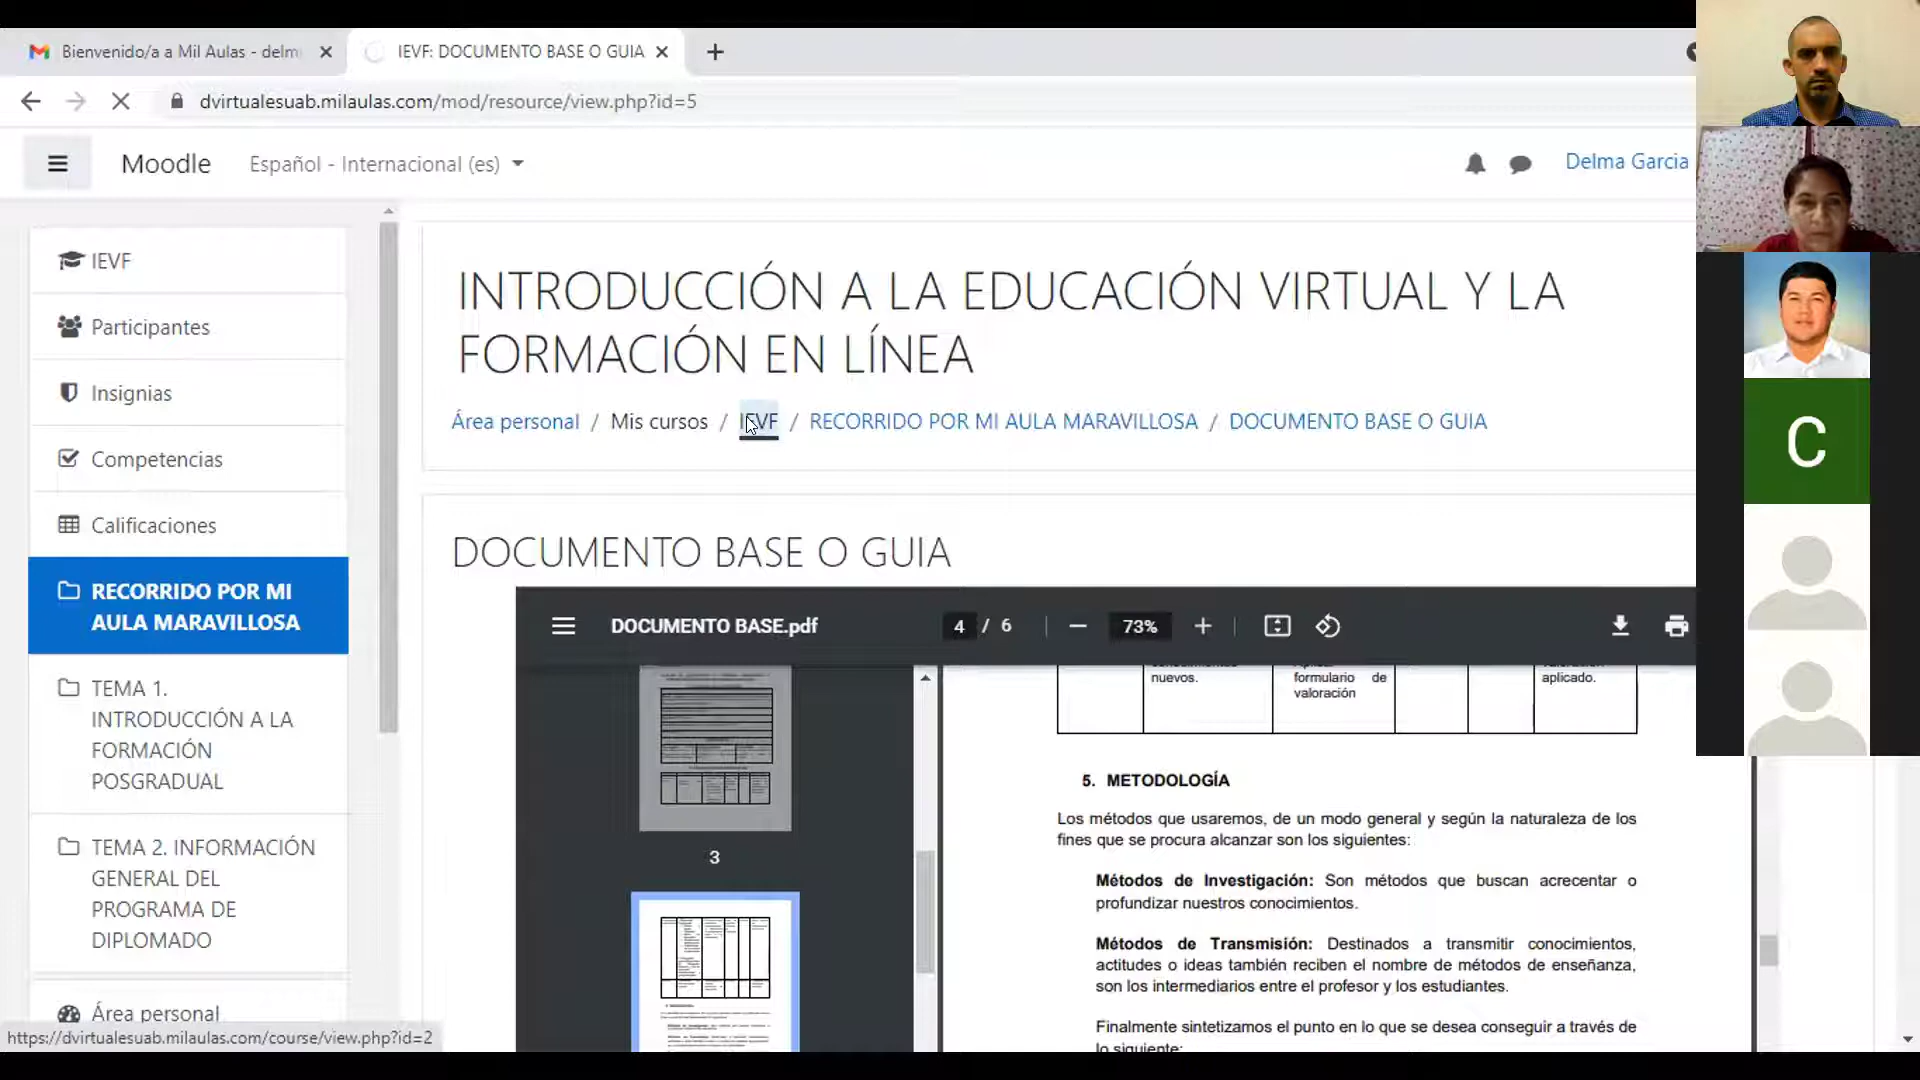 Bienvenido/a a Mil Aulas - delm
IEVF: DOCUMENTO BASE O GUIA
dvirtualesuab.milaulas.com/mod/resource/view.php?id=5
Moodle
Español - Internacional (es)
Delma Garcia
IEVF
Participantes
Insignias
Competencias
Calificaciones
RECORRIDO POR MI
AULA MARAVILLOSA
TEMA 1.
INTRODUCCIÓN A LA
FORMACIÓN
POSGRADUAL
TEMA 2. INFORMACIÓN
GENERAL DEL
PROGRAMA DE
DIPLOMADO
Área personal
https://dvirtualesuab.milaulas.com/course/view.php?id=2
INTRODUCCIÓN A LA EDUCACIÓN VIRTUAL Y LA
FORMACIÓN EN LÍNEA
Área personal / Mis cursos / IEVF / RECORRIDO POR MI AULA MARAVILLOSA / DOCUMENTO BASE O GUIA
DOCUMENTO BASE O GUIA
DOCUMENTO BASE.pdf
4 / 6
73%
3
nuevos.
formulario de
valoración
aplicado.
5. METODOLOGÍA
Los métodos que usaremos, de un modo general y según la naturaleza de los
fines que se procura alcanzar son los siguientes:
Métodos de Investigación: Son métodos que buscan acrecentar o
profundizar nuestros conocimientos.
Métodos de Transmisión: Destinados a transmitir conocimientos,
actitudes o ideas también reciben el nombre de métodos de enseñanza,
son los intermediarios entre el profesor y los estudiantes.
Finalmente sintetizamos el punto en lo que se desea conseguir a través de
lo siguiente:
C